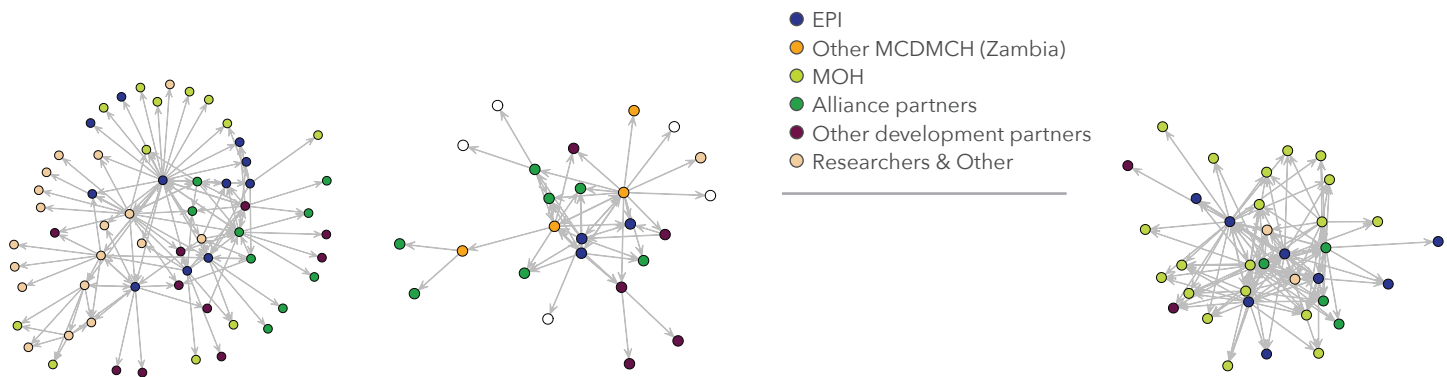 EPI
Other MCDMCH (Zambia)
MOH
Alliance partners
Other development partners
Researchers & Other